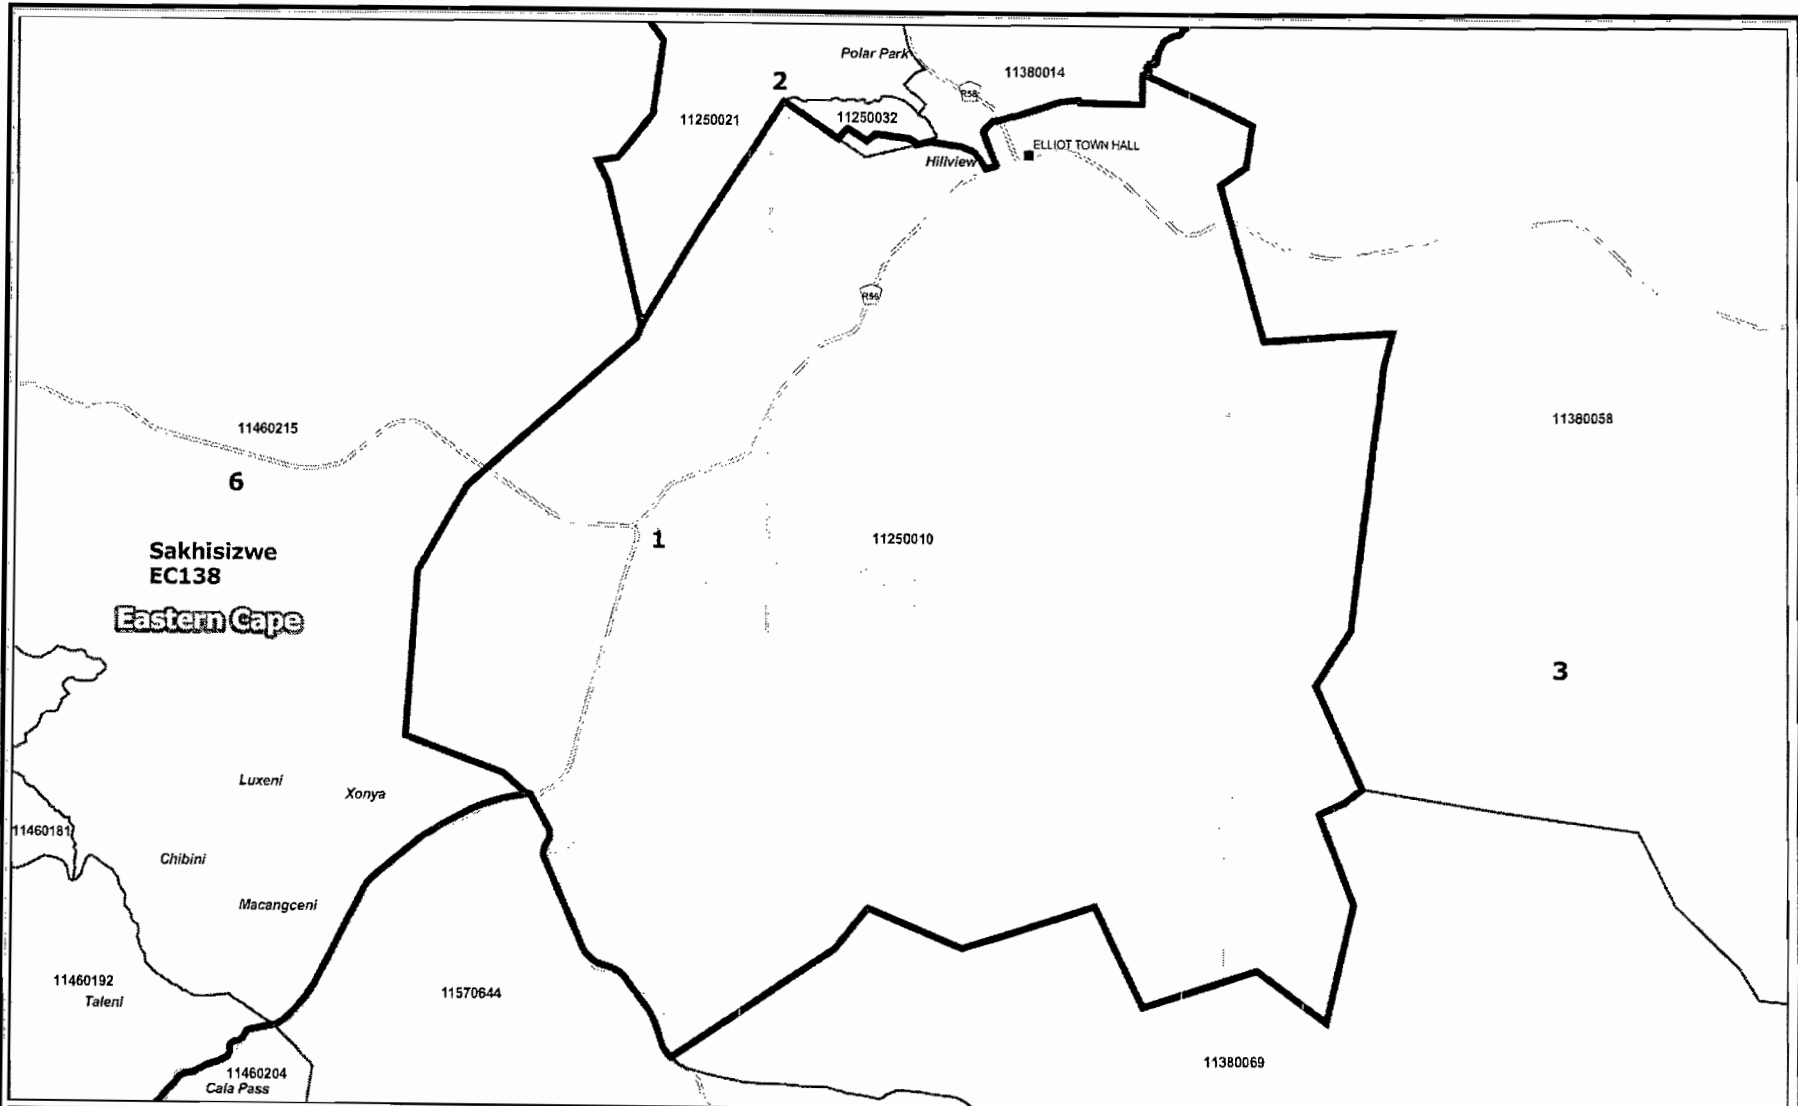 Polar Park
11380014
2
R58
11250021
11250032
ELLIOT TOWN HALL
Hillview
R56
11460215
11380058
6
1
11250010
Sakhisizwe
EC138
Eastern Cape
3
Luxeni
Xonya
11460181
Chibini
Macangceni
11460192
Taleni
11570644
11380069
11460204
Cala Pass